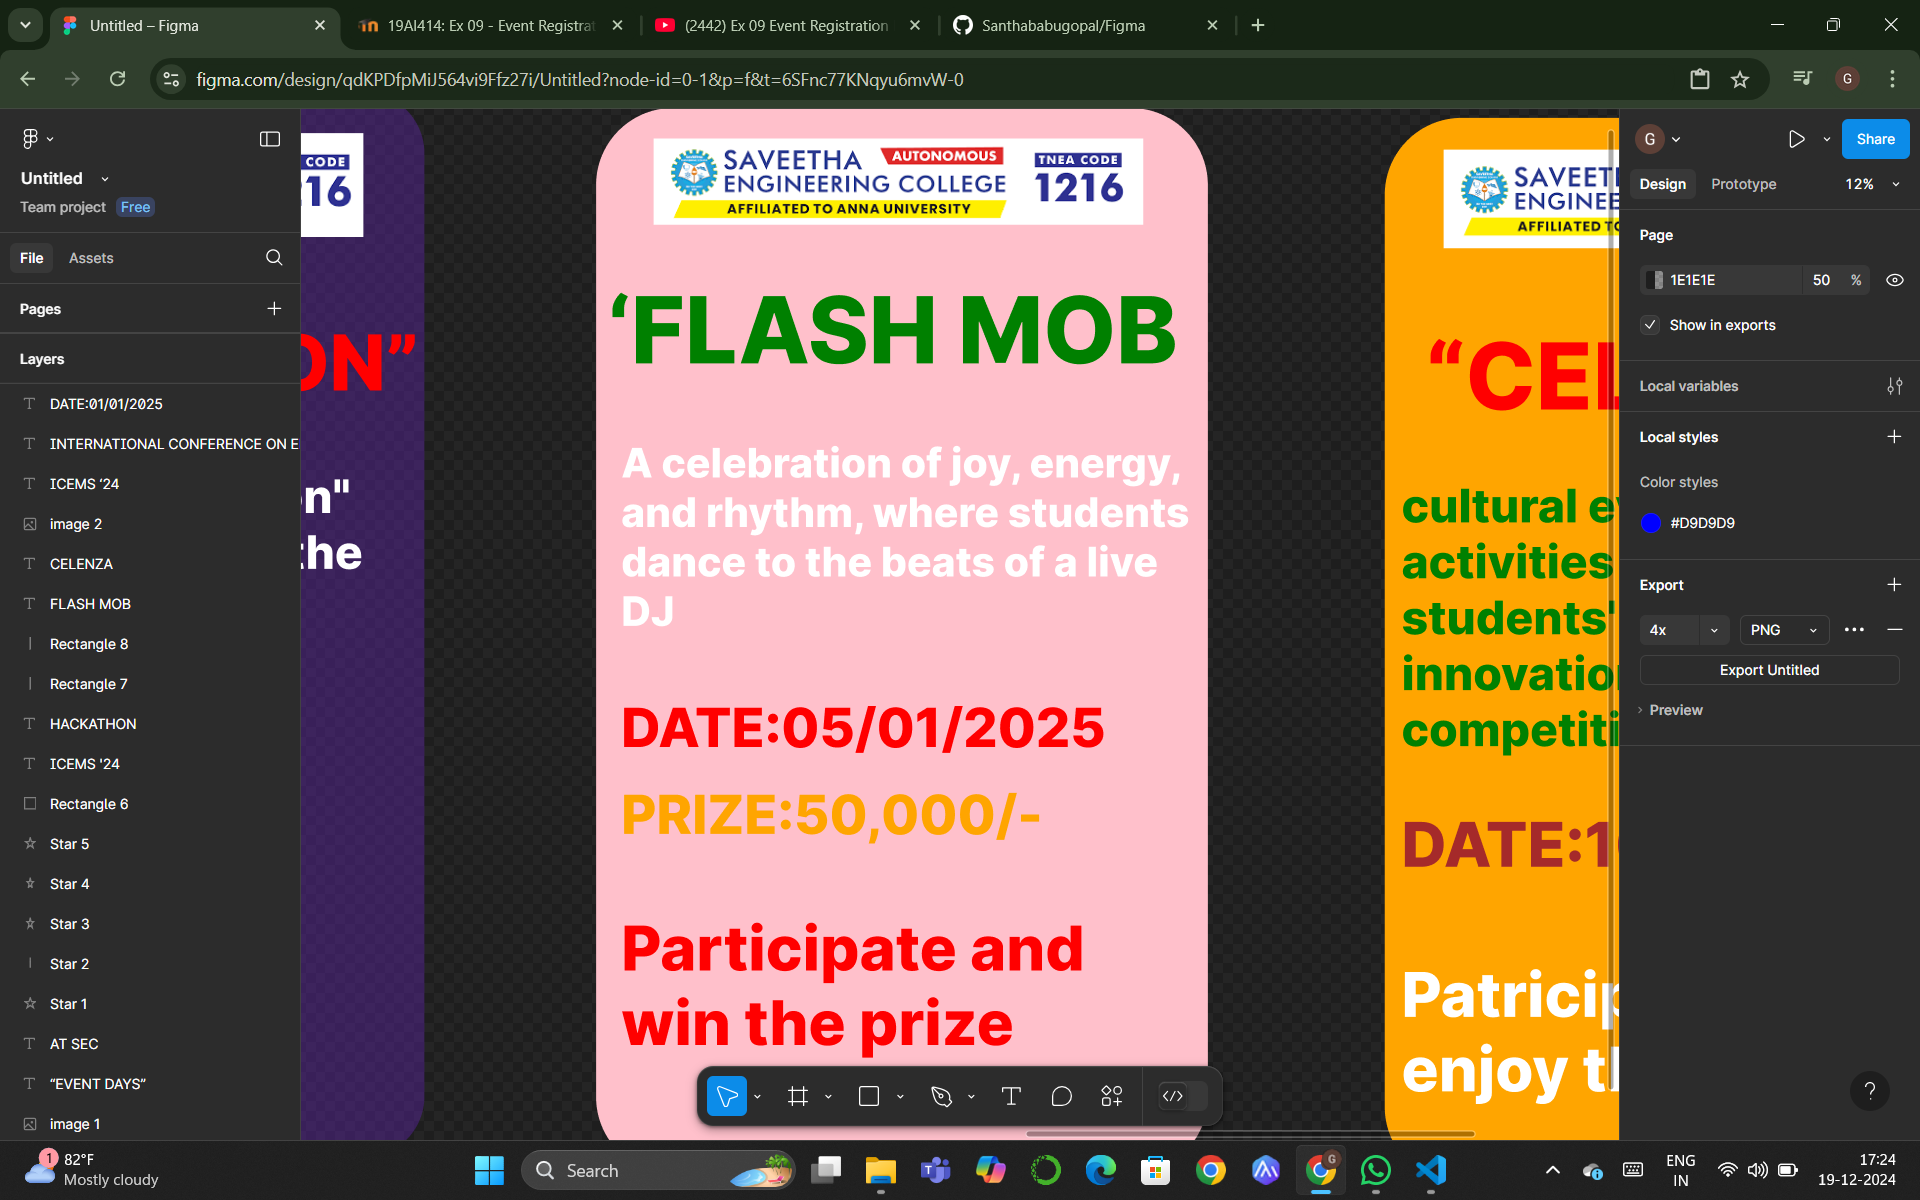 Untitled – Figma
19AI414: Ex 09 - Event Registrat
(2442) Ex 09 Event Registration
Santhababugopal/Figma
figma.com/design/qdKPDfpMiJ564vi9Ffz27i/Untitled?node-id=0-1&p=f&t=6SFnc77KNqyu6mvW-0
G
Untitled
Team project
Free
File
Assets
Pages
Layers
DATE:01/01/2025
INTERNATIONAL CONFERENCE ON E
ICEMS ‘24
image 2
CELENZA
FLASH MOB
Rectangle 8
Rectangle 7
HACKATHON
ICEMS '24
Rectangle 6
Star 5
Star 4
Star 3
Star 2
Star 1
AT SEC
“EVENT DAYS”
image 1
CODE
216
ON”
n"
the
SAVEETHA
AUTONOMOUS
ENGINEERING COLLEGE
AFFILIATED TO ANNA UNIVERSITY
TNEA CODE
1216
‘FLASH MOB
A celebration of joy, energy,
and rhythm, where students
dance to the beats of a live
DJ
DATE:05/01/2025
PRIZE:50,000/-
Participate and
win the prize
SAVEET
ENGINEE
AFFILIATED TO
“CEL
cultural e
activities
students'
innovatio
competiti
DATE:1
Patricip
enjoy t
G
Share
Design
Prototype
12%
Page
1E1E1E
50
%
Show in exports
Local variables
Local styles
Color styles
#D9D9D9
Export
4x
PNG
Export Untitled
Preview
?
1
82°F
Mostly cloudy
Search
G
ENG
IN
17:24
19-12-2024